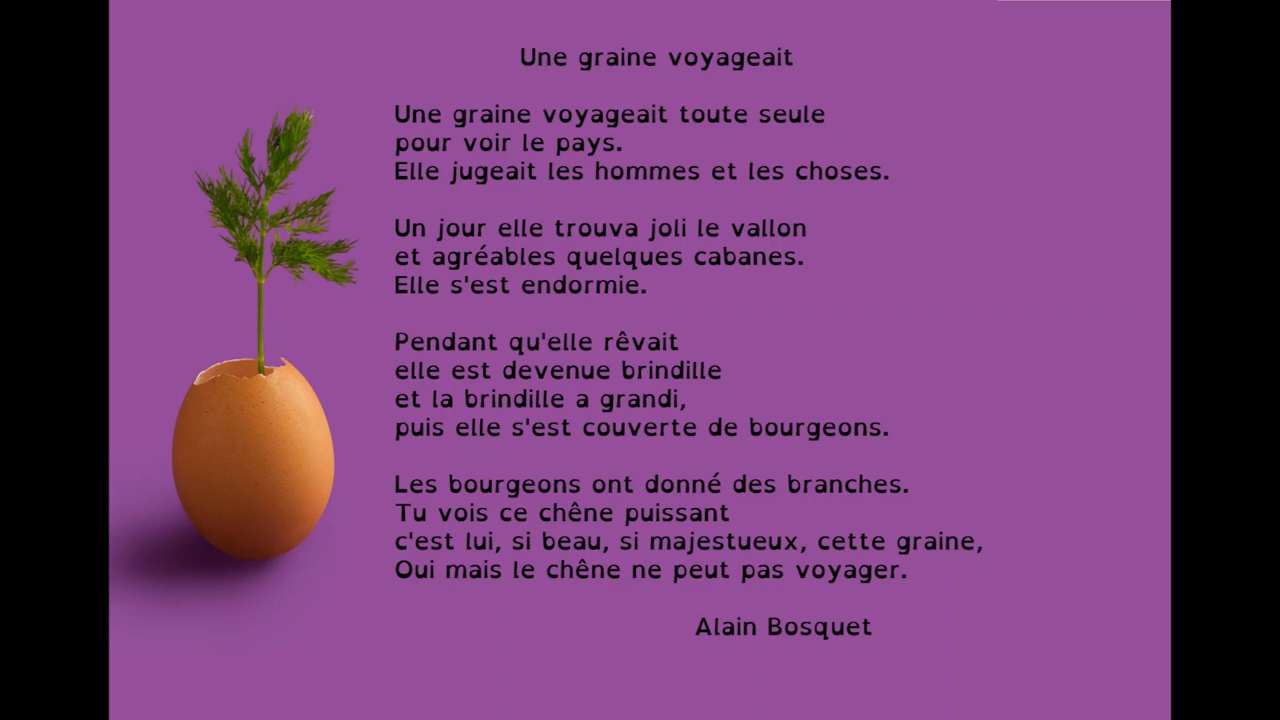 Une graine voyageait
Une graine voyageait toute seule
pour voir le pays.
Elle jugeait les hommes et les choses.
Un jour elle trouva joli le vallon
et agréables quelques cabanes.
Elle s'est endormie.
Pendant qu'elle rêvait
elle est devenue brindille
et la brindille a grandi,
puis elle s'est couverte de bourgeons.
Les bourgeons ont donné des branches.
Tu vois ce chêne puissant
c'est lui, si beau, si majestueux, cette graine,
Oui mais le chêne ne peut pas voyager.
Alain Bosquet